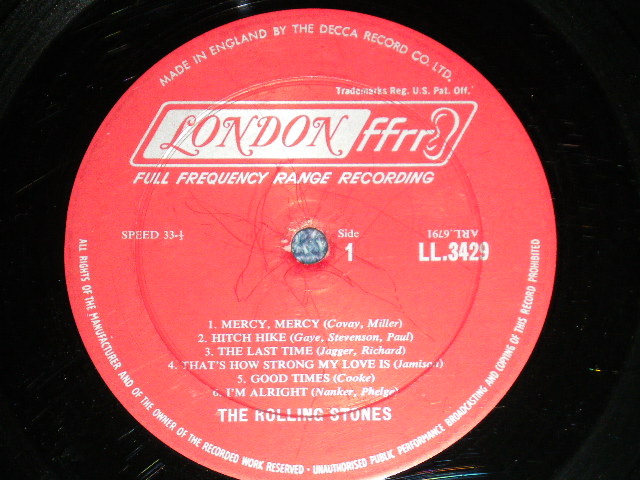 MADE IN ENGLAND BY THE DECCA RECORD CO. LTD.
Trademarks Reg. U.S. Pat. Off.
LONDON ffrr
FULL FREQUENCY RANGE RECORDING
SPEED 33-⅓
Side
1
ARL.6791
LL.3429
1. MERCY, MERCY (Covay, Miller)
2. HITCH HIKE (Gaye, Stevenson, Paul)
3. THE LAST TIME (Jagger, Richard)
4. THAT'S HOW STRONG MY LOVE IS (Jamison)
5. GOOD TIMES (Cooke)
6. I'M ALRIGHT (Nanker, Phelge)
THE ROLLING STONES
ALL RIGHTS OF THE MANUFACTURER AND OF THE OWNER OF THE RECORDED WORK RESERVED · UNAUTHORISED PUBLIC PERFORMANCE BROADCASTING AND COPYING OF THIS RECORD PROHIBITED